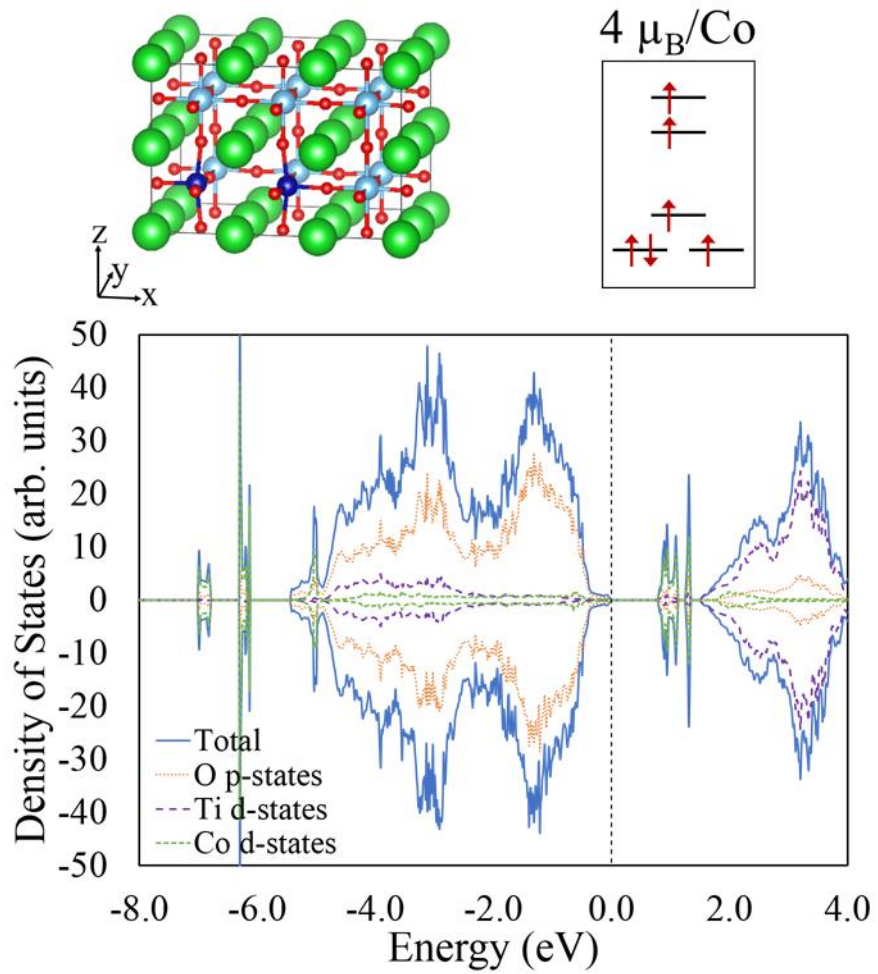 4 μB/Co
z
y
x
50
40
30
20
10
0
-10
-20
-30
-40
-50
Density of States (arb. units)
Total
O p-states
Ti d-states
Co d-states
-8.0 -6.0 -4.0 -2.0 0.0 2.0 4.0
Energy (eV)